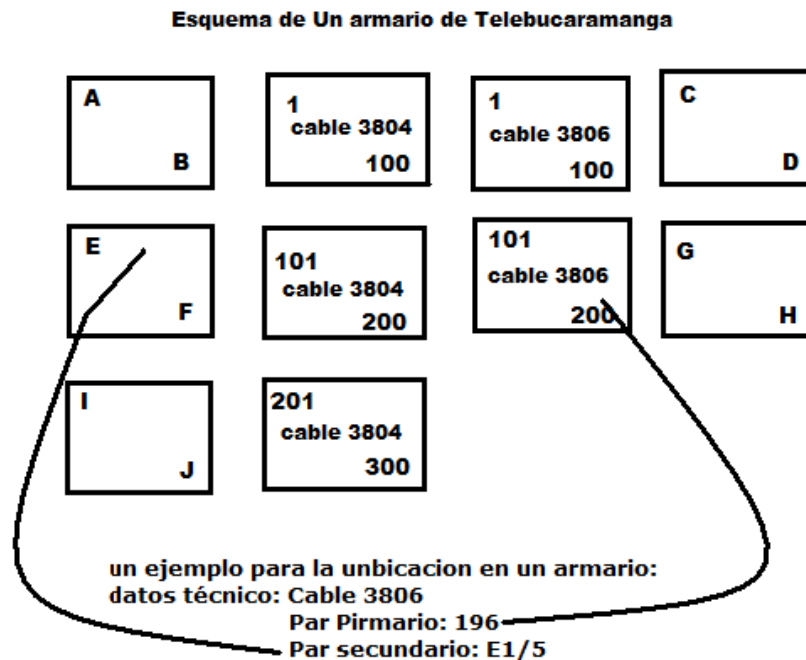 Esquema de Un armario de Telebucaramanga
A
B
1
cable 3804
100
1
cable 3806
100
C
D
E
F
101
cable 3804
200
101
cable 3806
200
G
H
I
J
201
cable 3804
300
un ejemplo para la unbicacion en un armario:
datos técnico: Cable 3806
Par Pirmario: 196
Par secundario: E1/5